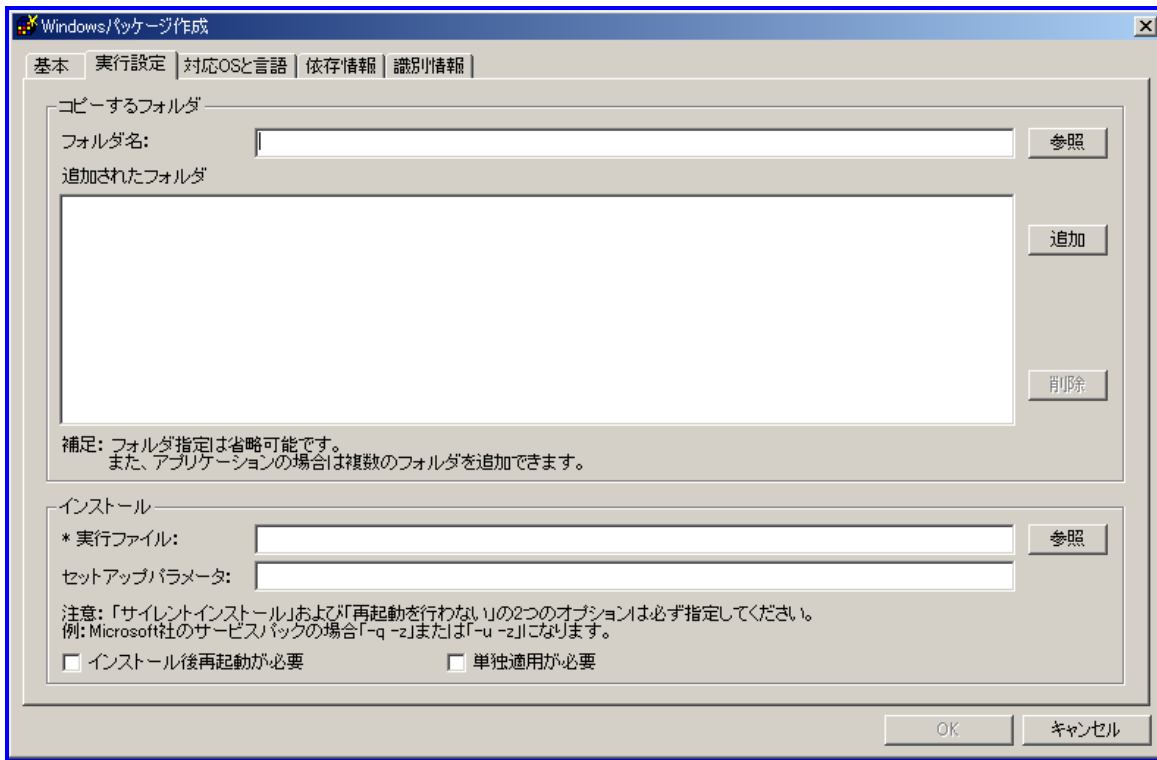 Windowsパッケージ作成
基本 実行設定 対応OSと言語 依存情報 識別情報
コピーするフォルダ
フォルダ名: 参照
追加されたフォルダ
追加
削除
補足: フォルダ指定は省略可能です。
また、アプリケーションの場合は複数のフォルダを追加できます。
インストール
* 実行ファイル: 参照
セットアップパラメータ:
注意:「サイレントインストール」および「再起動を行わない」の2つのオプションは必ず指定してください。
例: Microsoft社のサービスパックの場合「-q -z」または「-u -z」になります。
インストール後再起動が必要 単独適用が必要
OK キャンセル